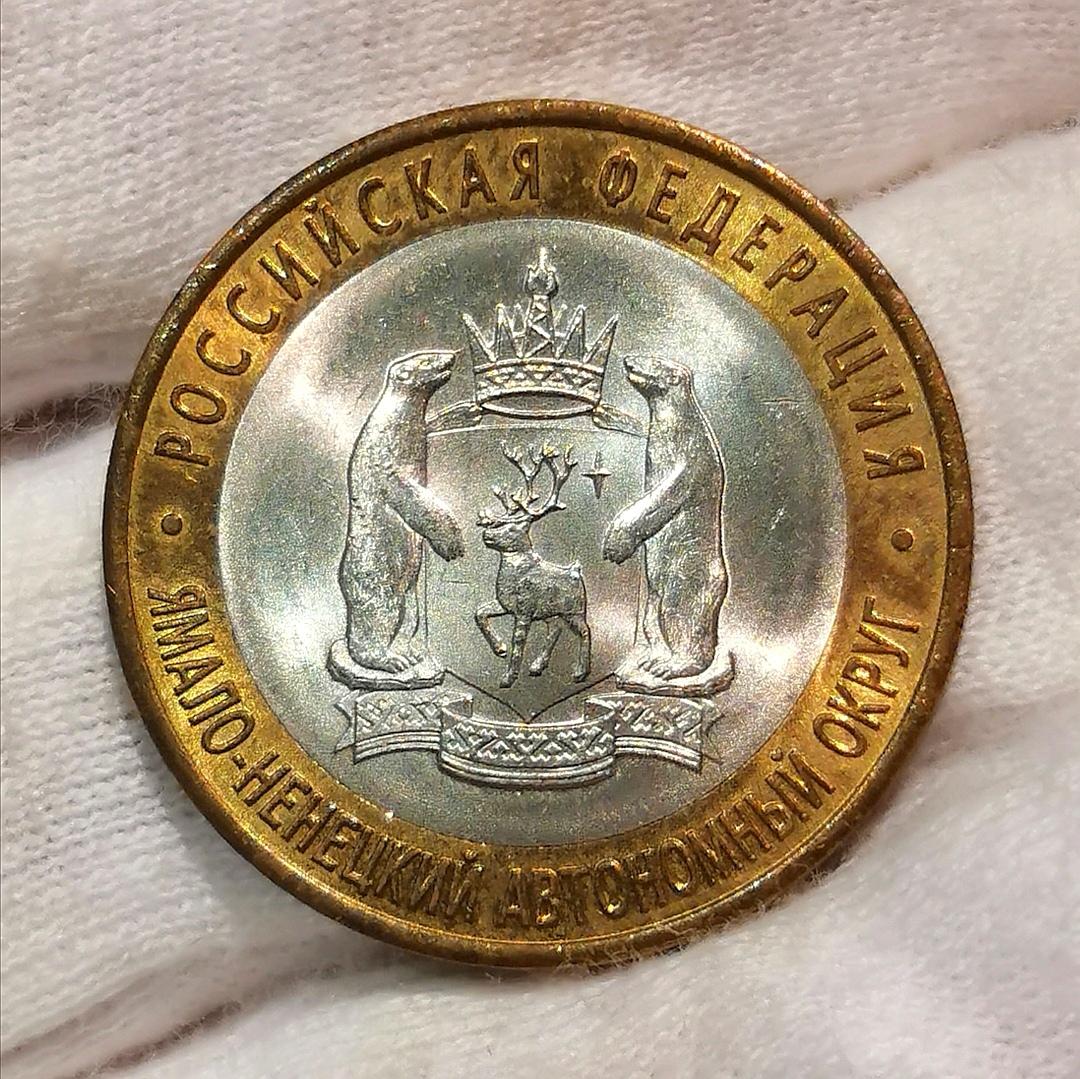 РОССИЙСКАЯ ФЕДЕРАЦИЯ
ЯМАЛО-НЕНЕЦКИЙ АВТОНОМНЫЙ ОКРУГ